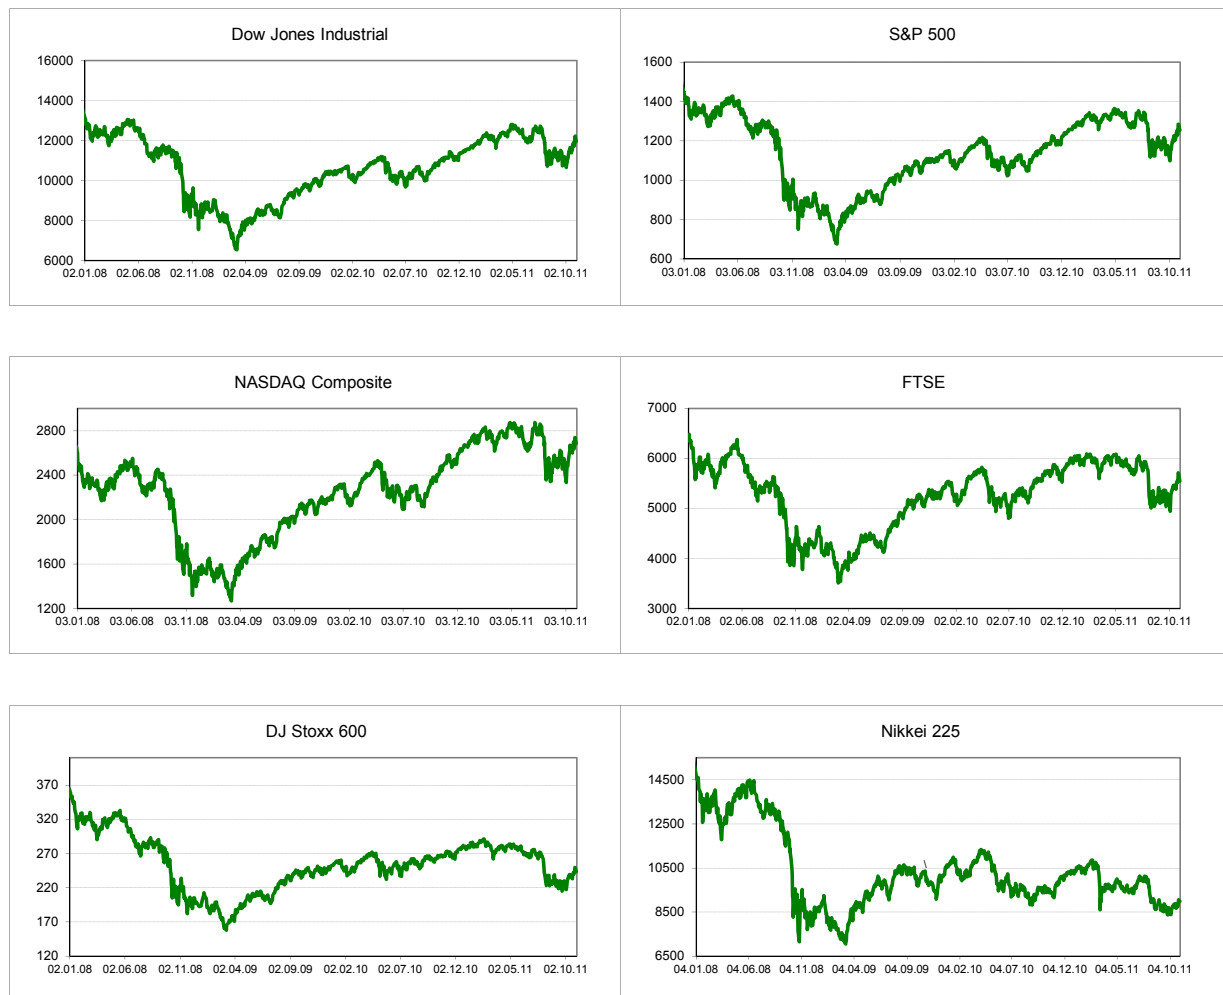 Dow Jones Industrial
16000
14000
12000
10000
8000
6000
02.01.08 02.06.08 02.11.08 02.04.09 02.09.09 02.02.10 02.07.10 02.12.10 02.05.11 02.10.11
S&P 500
1600
1400
1200
1000
800
600
03.01.08 03.06.08 03.11.08 03.04.09 03.09.09 03.02.10 03.07.10 03.12.10 03.05.11 03.10.11
NASDAQ Composite
2800
2400
2000
1600
1200
03.01.08 03.06.08 03.11.08 03.04.09 03.09.09 03.02.10 03.07.10 03.12.10 03.05.11 03.10.11
FTSE
7000
6000
5000
4000
3000
02.01.08 02.06.08 02.11.08 02.04.09 02.09.09 02.02.10 02.07.10 02.12.10 02.05.11 02.10.11
DJ Stoxx 600
370
320
270
220
170
120
02.01.08 02.06.08 02.11.08 02.04.09 02.09.09 02.02.10 02.07.10 02.12.10 02.05.11 02.10.11
Nikkei 225
14500
12500
10500
8500
6500
04.01.08 04.06.08 04.11.08 04.04.09 04.09.09 04.02.10 04.07.10 04.12.10 04.05.11 04.10.11